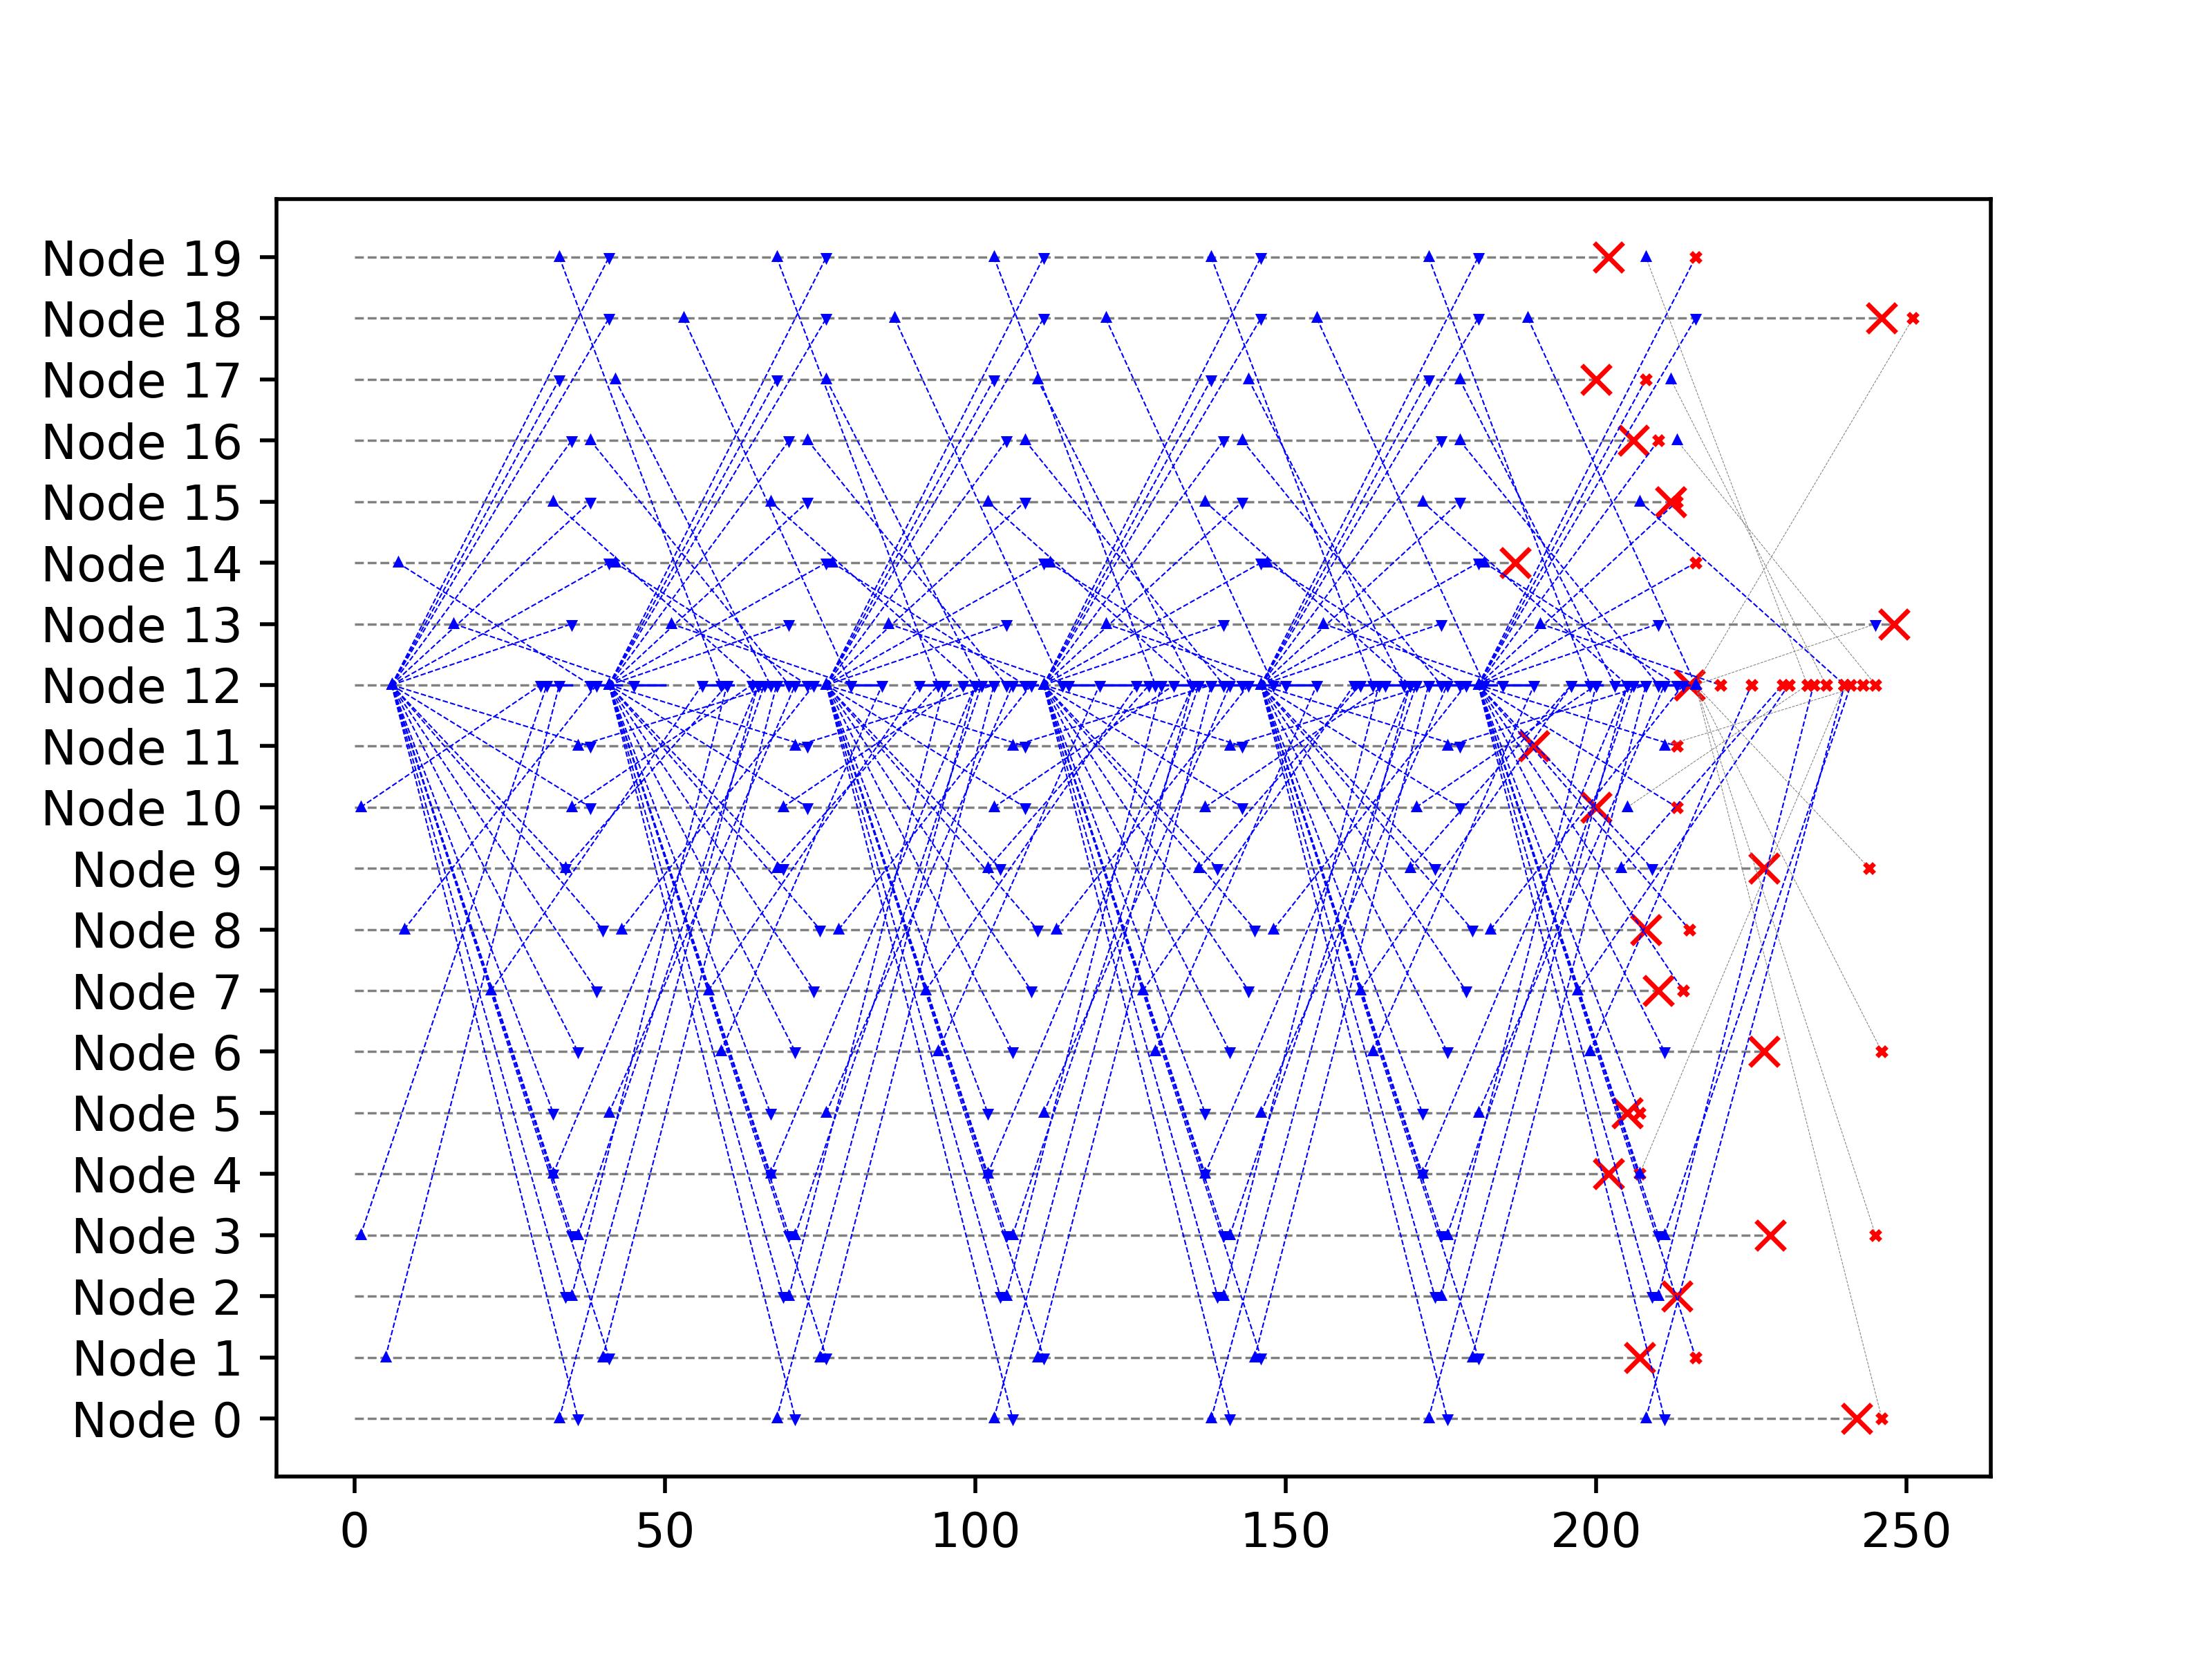 Node 19
Node 18
Node 17
Node 16
Node 15
Node 14
Node 13
Node 12
Node 11
Node 10
Node 9
Node 8
Node 7
Node 6
Node 5
Node 4
Node 3
Node 2
Node 1
Node 0
0 50 100 150 200 250